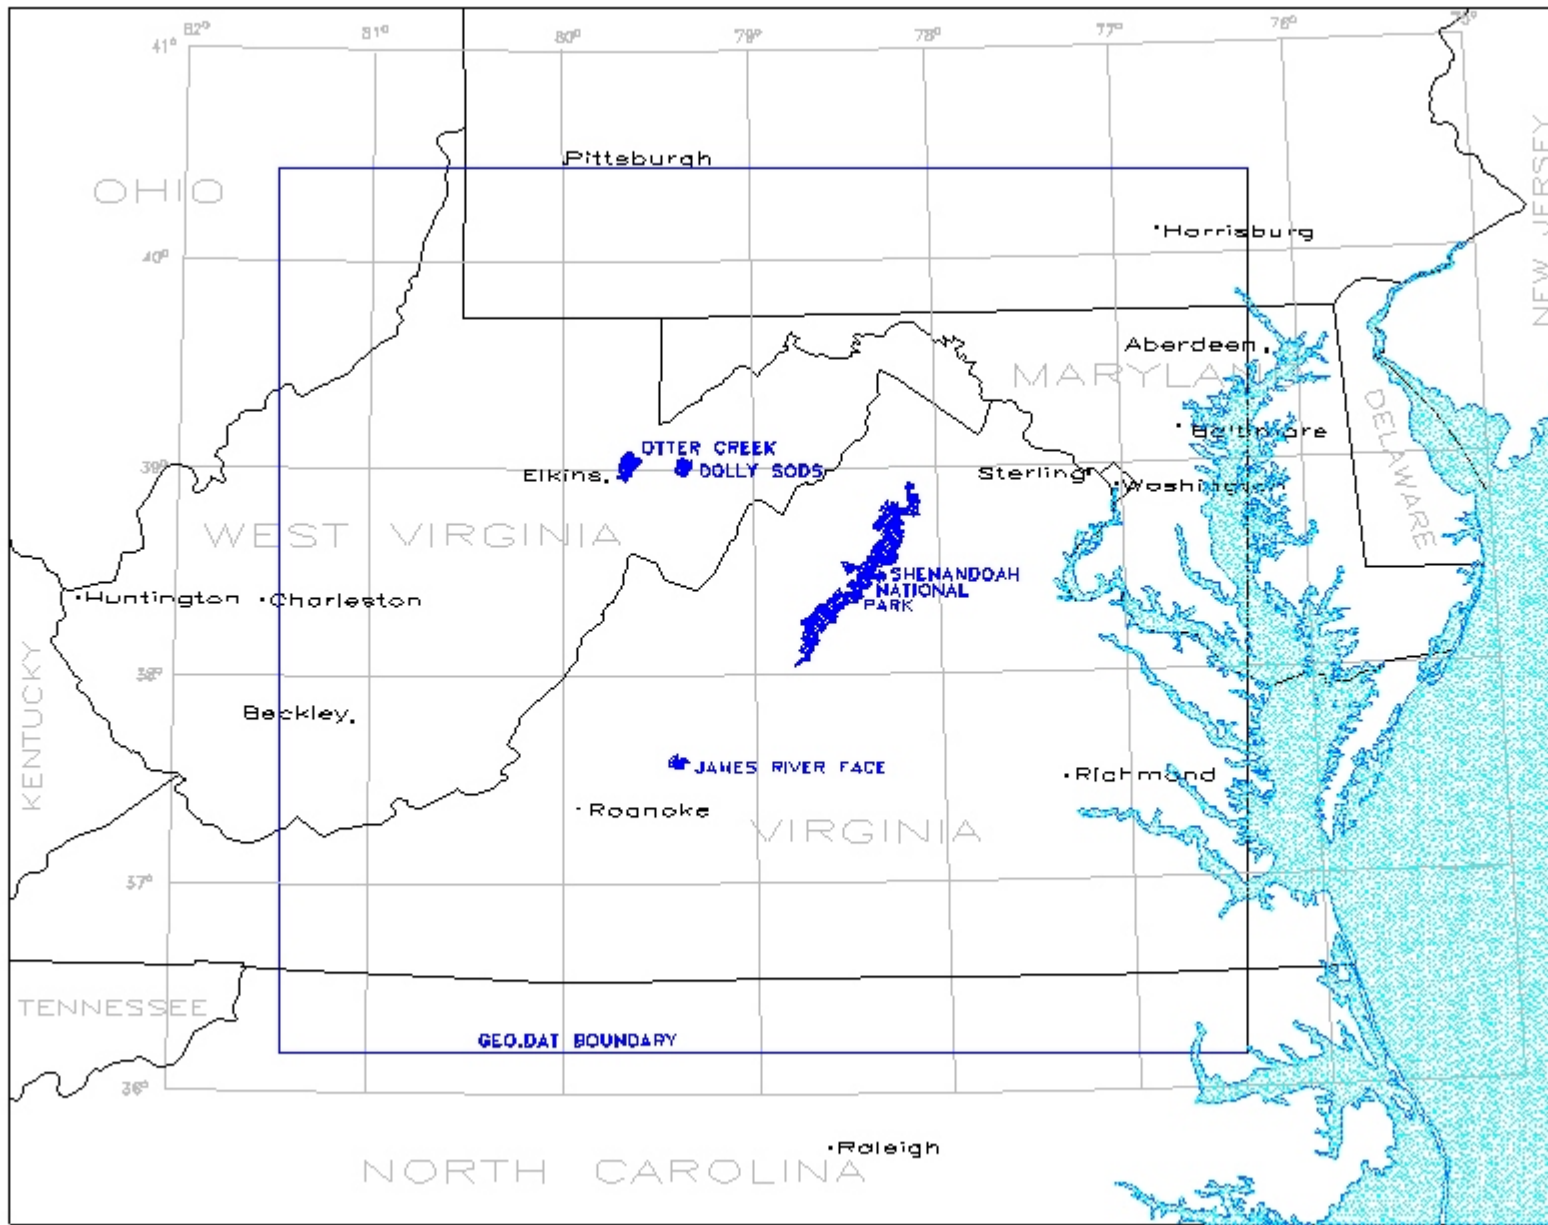 82° 81° 80° 79° 78° 77° 76° 75°
41°
Pittsburgh
OHIO
NEW JERSEY
Harrisburg
40°
Aberdeen
MARYLAND
DELAWARE
Baltimore
OTTER CREEK
39°
Elkins
DOLLY SODS
Sterling
Washington
WEST VIRGINIA
SHENANDOAH
NATIONAL
PARK
Huntington
Charleston
KENTUCKY
38°
Beckley
JAMES RIVER FACE
Richmond
Roanoke
VIRGINIA
37°
TENNESSEE
GEO.DAT BOUNDARY
36°
Raleigh
NORTH CAROLINA